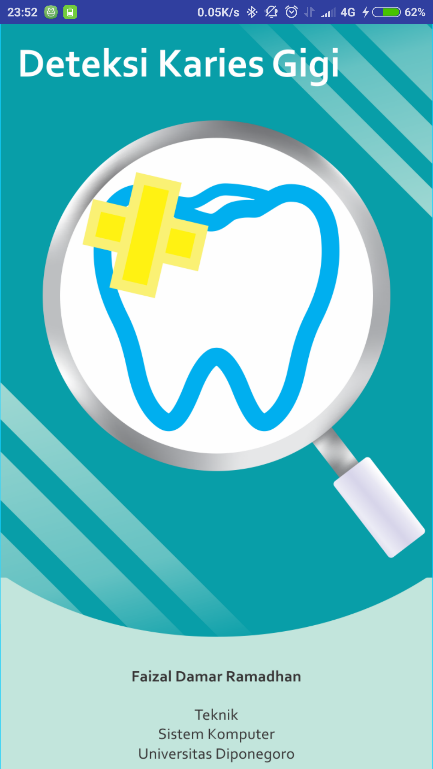 23:52 0.05K/s 4G 62%
Deteksi Karies Gigi
Faizal Damar Ramadhan
Teknik
Sistem Komputer
Universitas Diponegoro